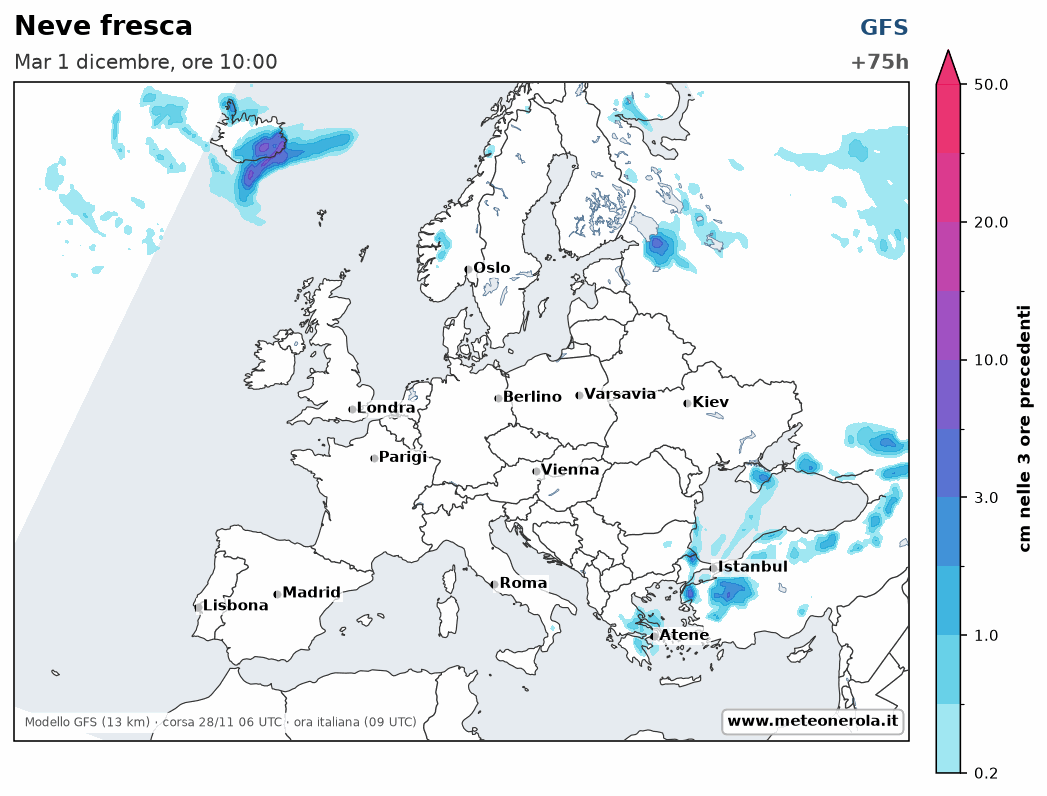 Neve fresca
GFS
Mar 1 dicembre, ore 10:00
+75h
50.0
20.0
10.0
3.0
1.0
0.2
cm nelle 3 ore precedenti
Oslo
Berlino
Varsavia
Kiev
Londra
Parigi
Vienna
Istanbul
Roma
Madrid
Lisbona
Atene
Modello GFS (13 km) · corsa 28/11 06 UTC · ora italiana (09 UTC)
www.meteonerola.it